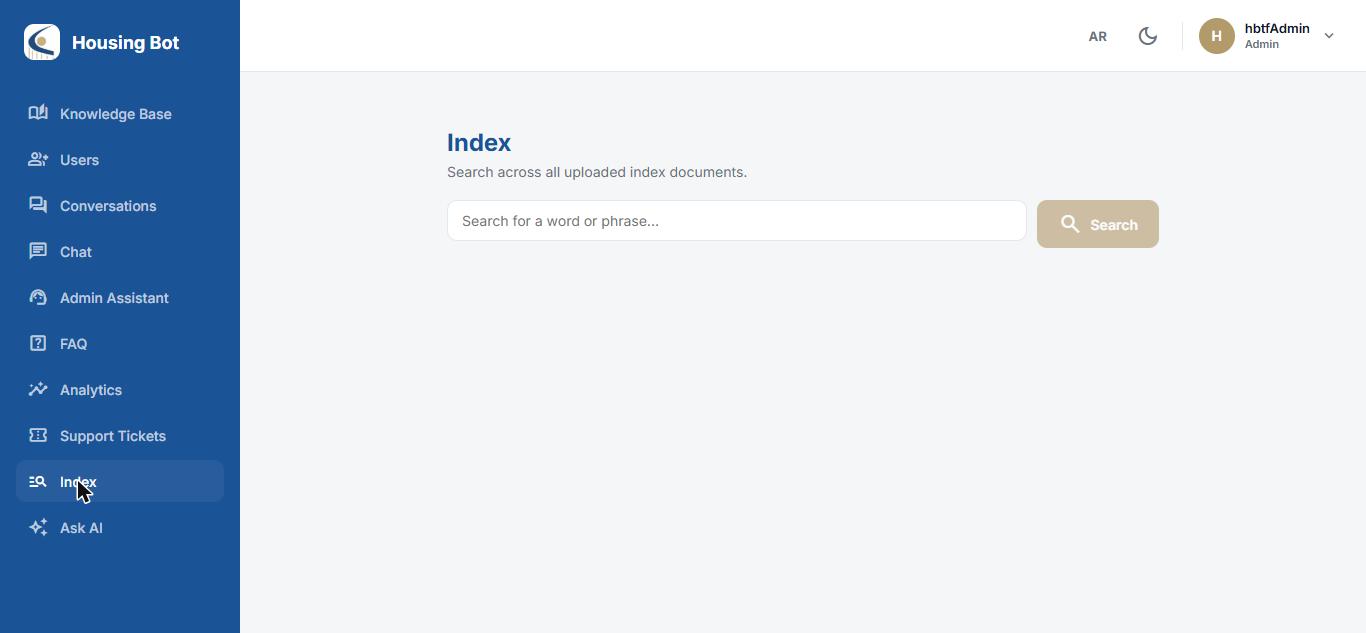 Housing Bot
Knowledge Base
Users
Conversations
Chat
Admin Assistant
FAQ
Analytics
Support Tickets
Index
Ask AI
AR
H
hbtfAdmin
Admin
Index
Search across all uploaded index documents.
Search for a word or phrase...
Search